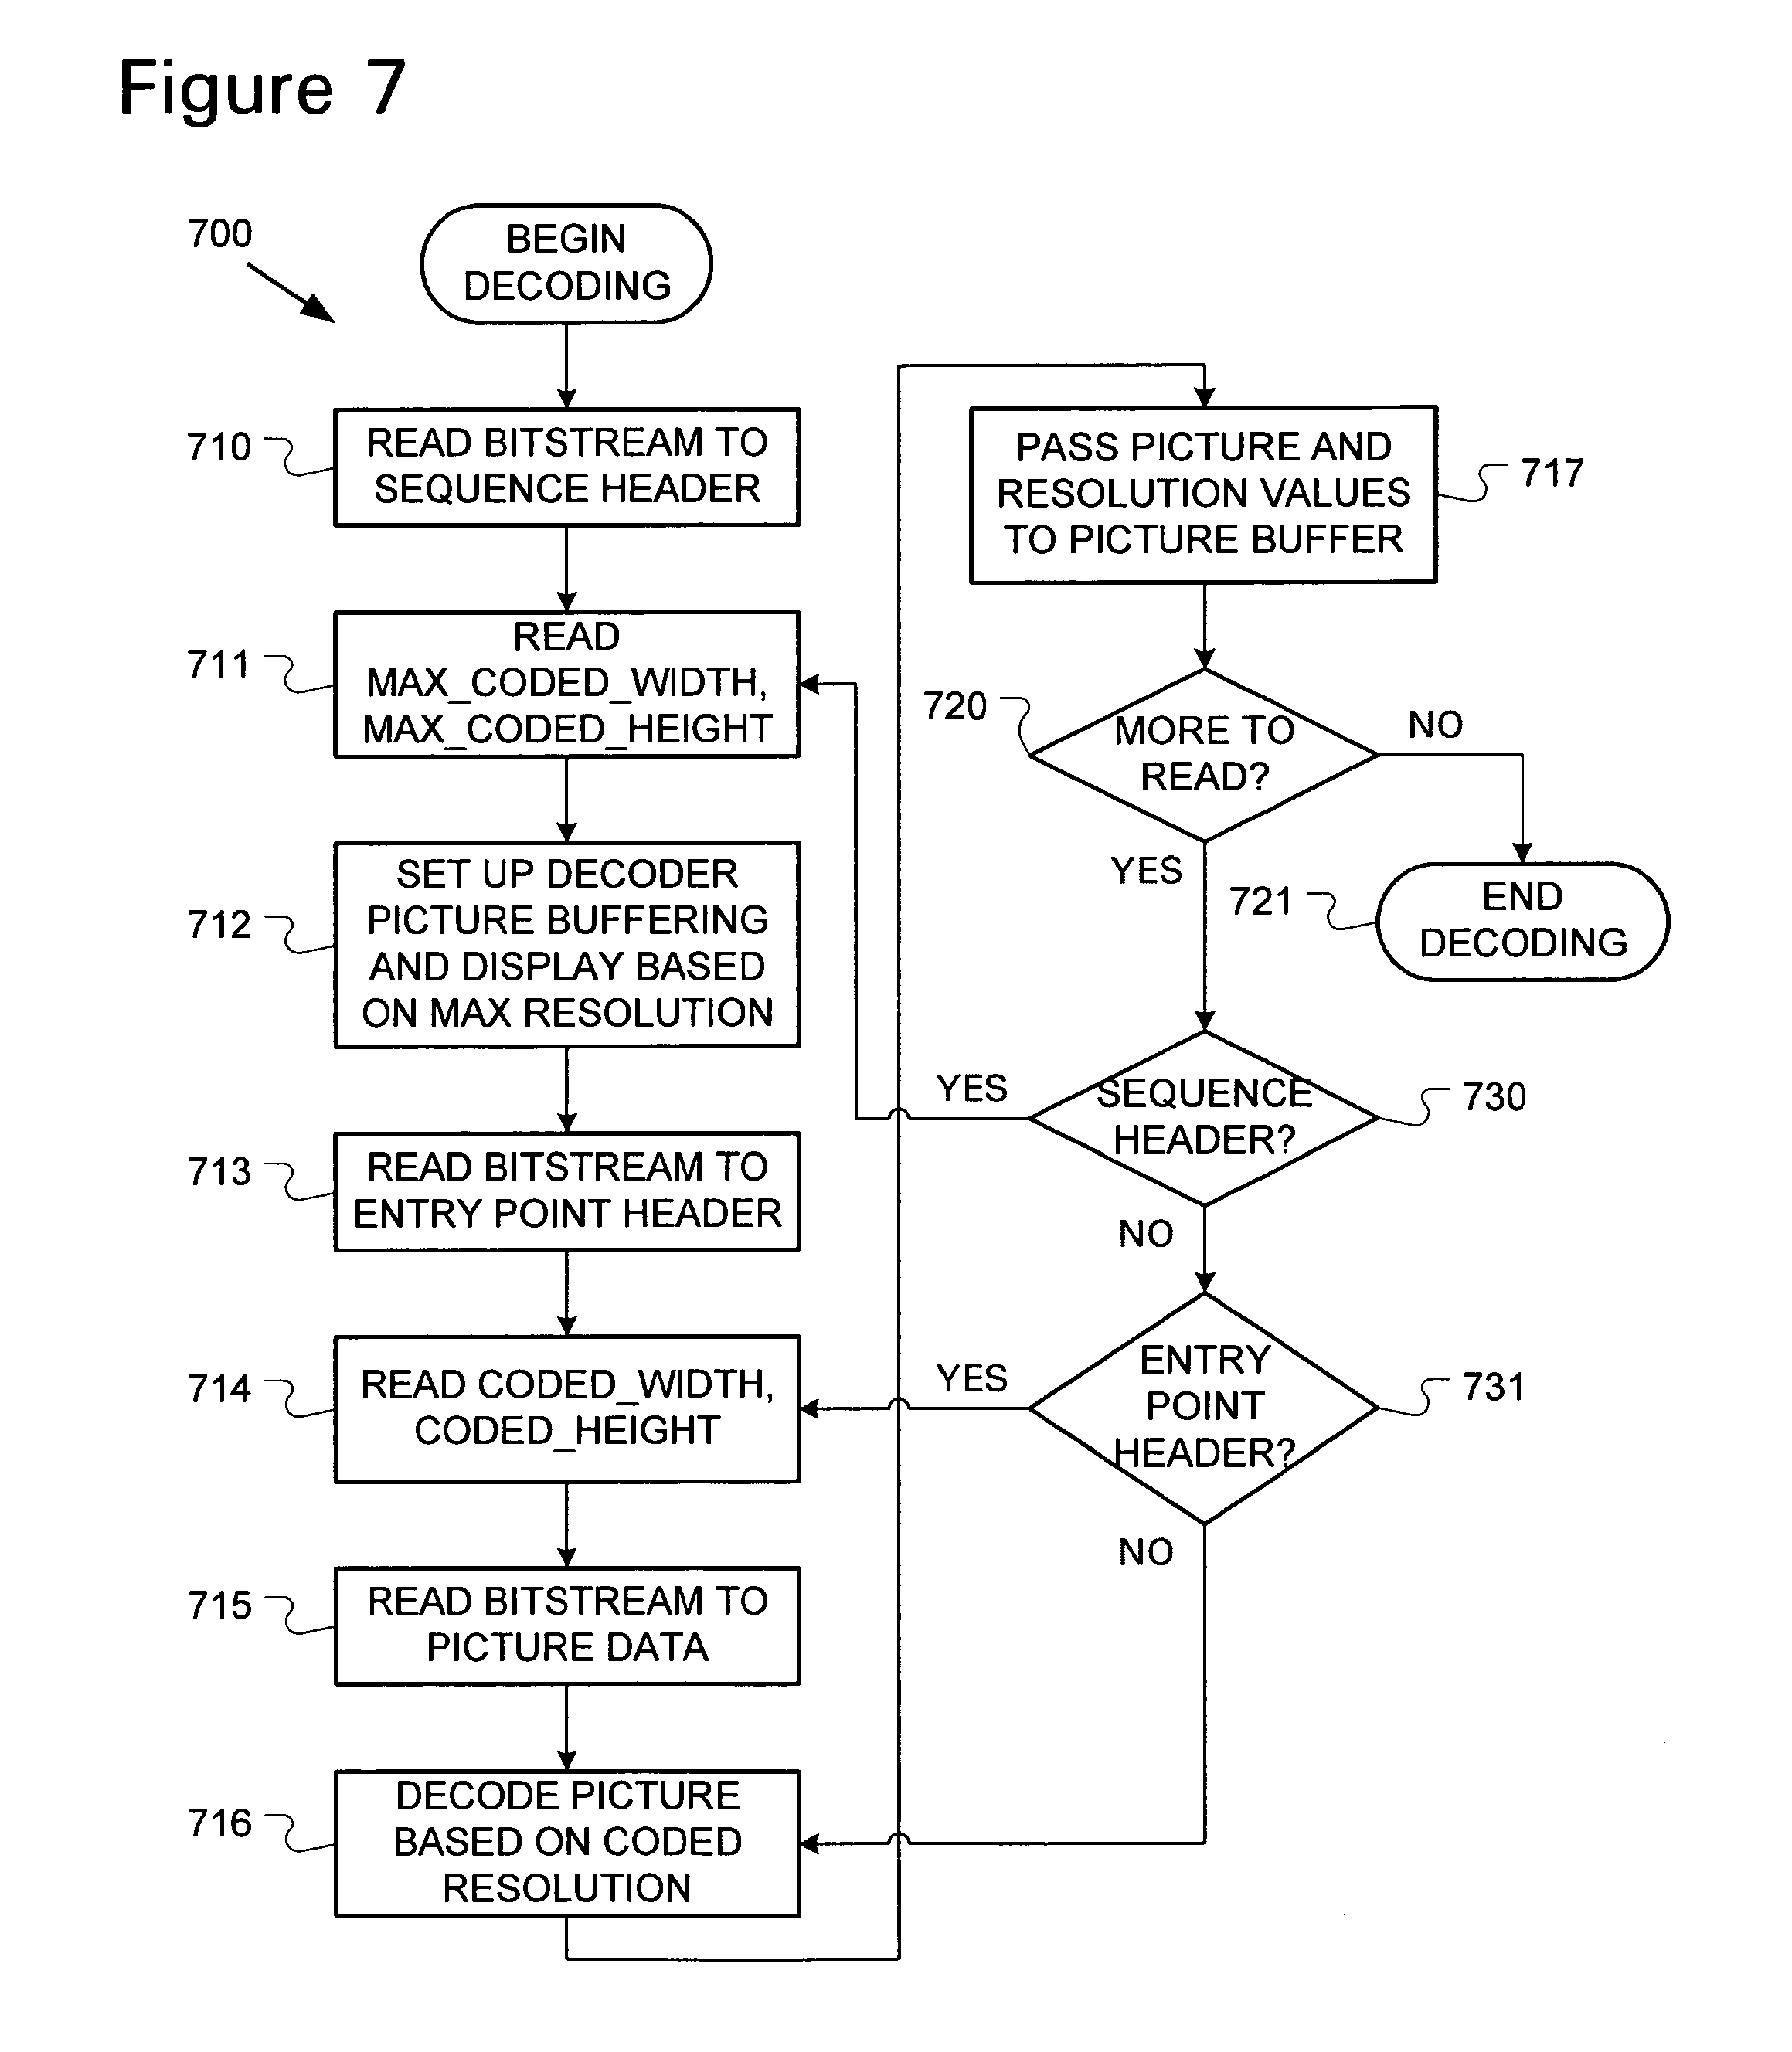 Figure 7
700
BEGIN
DECODING
710
READ BITSTREAM TO
SEQUENCE HEADER
711
READ
MAX_CODED_WIDTH,
MAX_CODED_HEIGHT
712
SET UP DECODER
PICTURE BUFFERING
AND DISPLAY BASED
ON MAX RESOLUTION
713
READ BITSTREAM TO
ENTRY POINT HEADER
714
READ CODED_WIDTH,
CODED_HEIGHT
715
READ BITSTREAM TO
PICTURE DATA
716
DECODE PICTURE
BASED ON CODED
RESOLUTION
PASS PICTURE AND
RESOLUTION VALUES
TO PICTURE BUFFER
717
720
MORE TO
READ?
NO
YES
721
END
DECODING
YES
SEQUENCE
HEADER?
730
NO
YES
ENTRY
POINT
HEADER?
731
NO